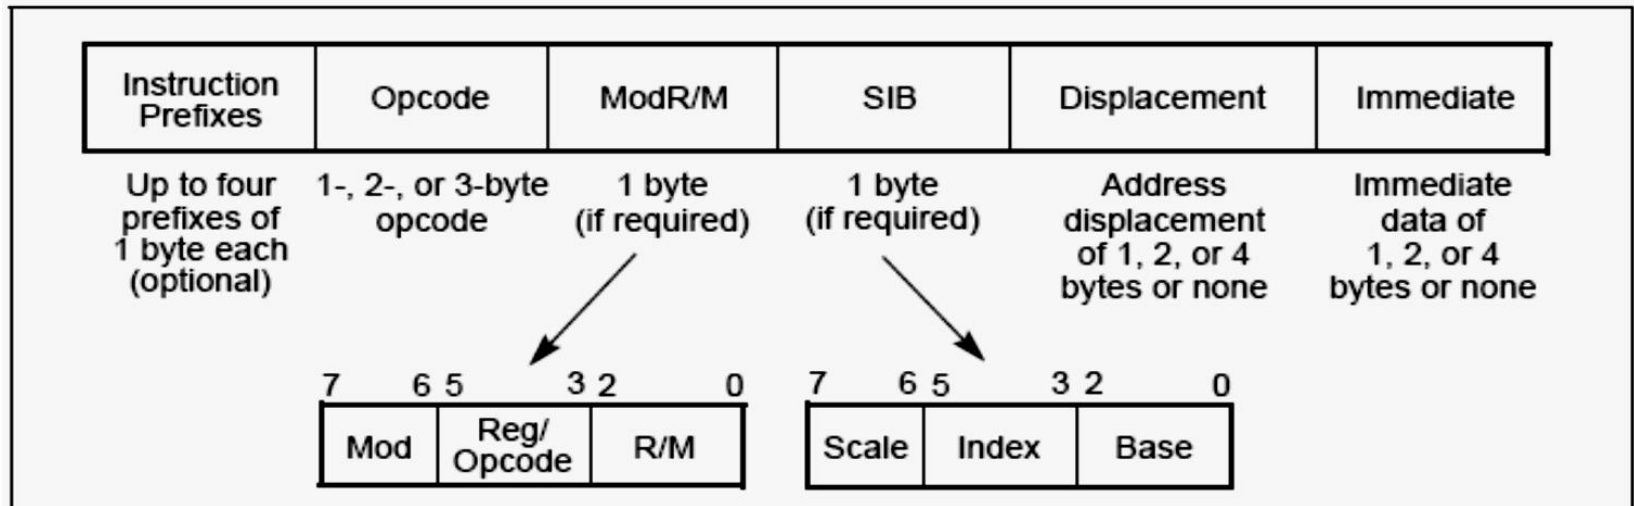 Instruction
Prefixes
Opcode
ModR/M
SIB
Displacement
Immediate
Up to four
prefixes of
1 byte each
(optional)
1-, 2-, or 3-byte
opcode
1 byte
(if required)
1 byte
(if required)
Address
displacement
of 1, 2, or 4
bytes or none
Immediate
data of
1, 2, or 4
bytes or none
7 6 5 3 2 0
Mod
Reg/
Opcode
R/M
7 6 5 3 2 0
Scale
Index
Base